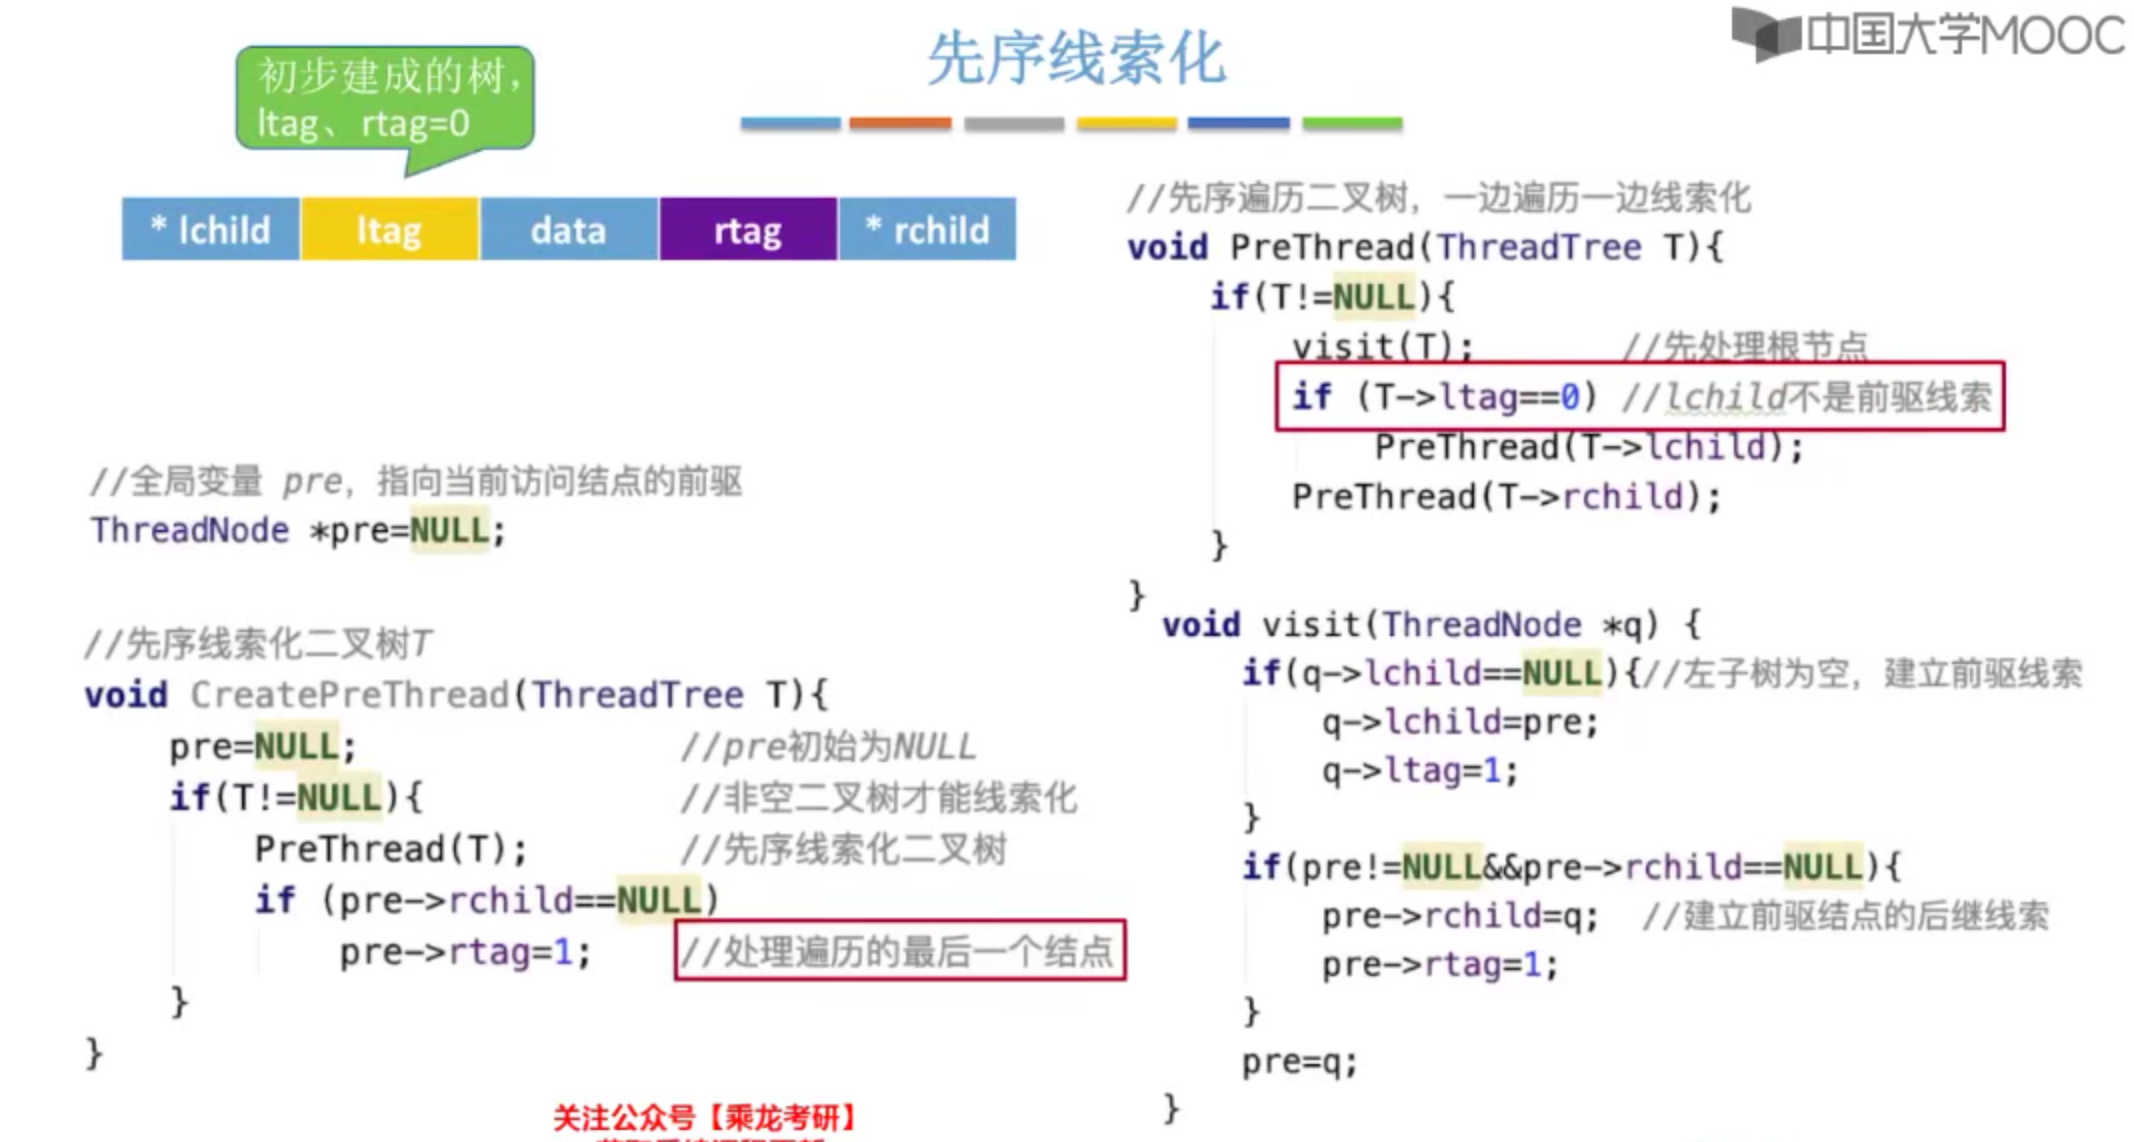 中国大学MOOC
先序线索化
初步建成的树,
ltag、rtag=0
* lchild ltag data rtag * rchild
//全局变量 pre，指向当前访问结点的前驱
ThreadNode *pre=NULL;
//先序线索化二叉树T
void CreatePreThread(ThreadTree T){
pre=NULL; //pre初始为NULL
if(T!=NULL){ //非空二叉树才能线索化
PreThread(T); //先序线索化二叉树
if (pre->rchild==NULL)
pre->rtag=1; //处理遍历的最后一个结点
}
}
//先序遍历二叉树，一边遍历一边线索化
void PreThread(ThreadTree T){
if(T!=NULL){
visit(T); //先处理根节点
if (T->ltag==0) //lchild不是前驱线索
PreThread(T->lchild);
PreThread(T->rchild);
}
}
void visit(ThreadNode *q) {
if(q->lchild==NULL){//左子树为空，建立前驱线索
q->lchild=pre;
q->ltag=1;
}
if(pre!=NULL&&pre->rchild==NULL){
pre->rchild=q; //建立前驱结点的后继线索
pre->rtag=1;
}
pre=q;
}
关注公众号【乘龙考研】